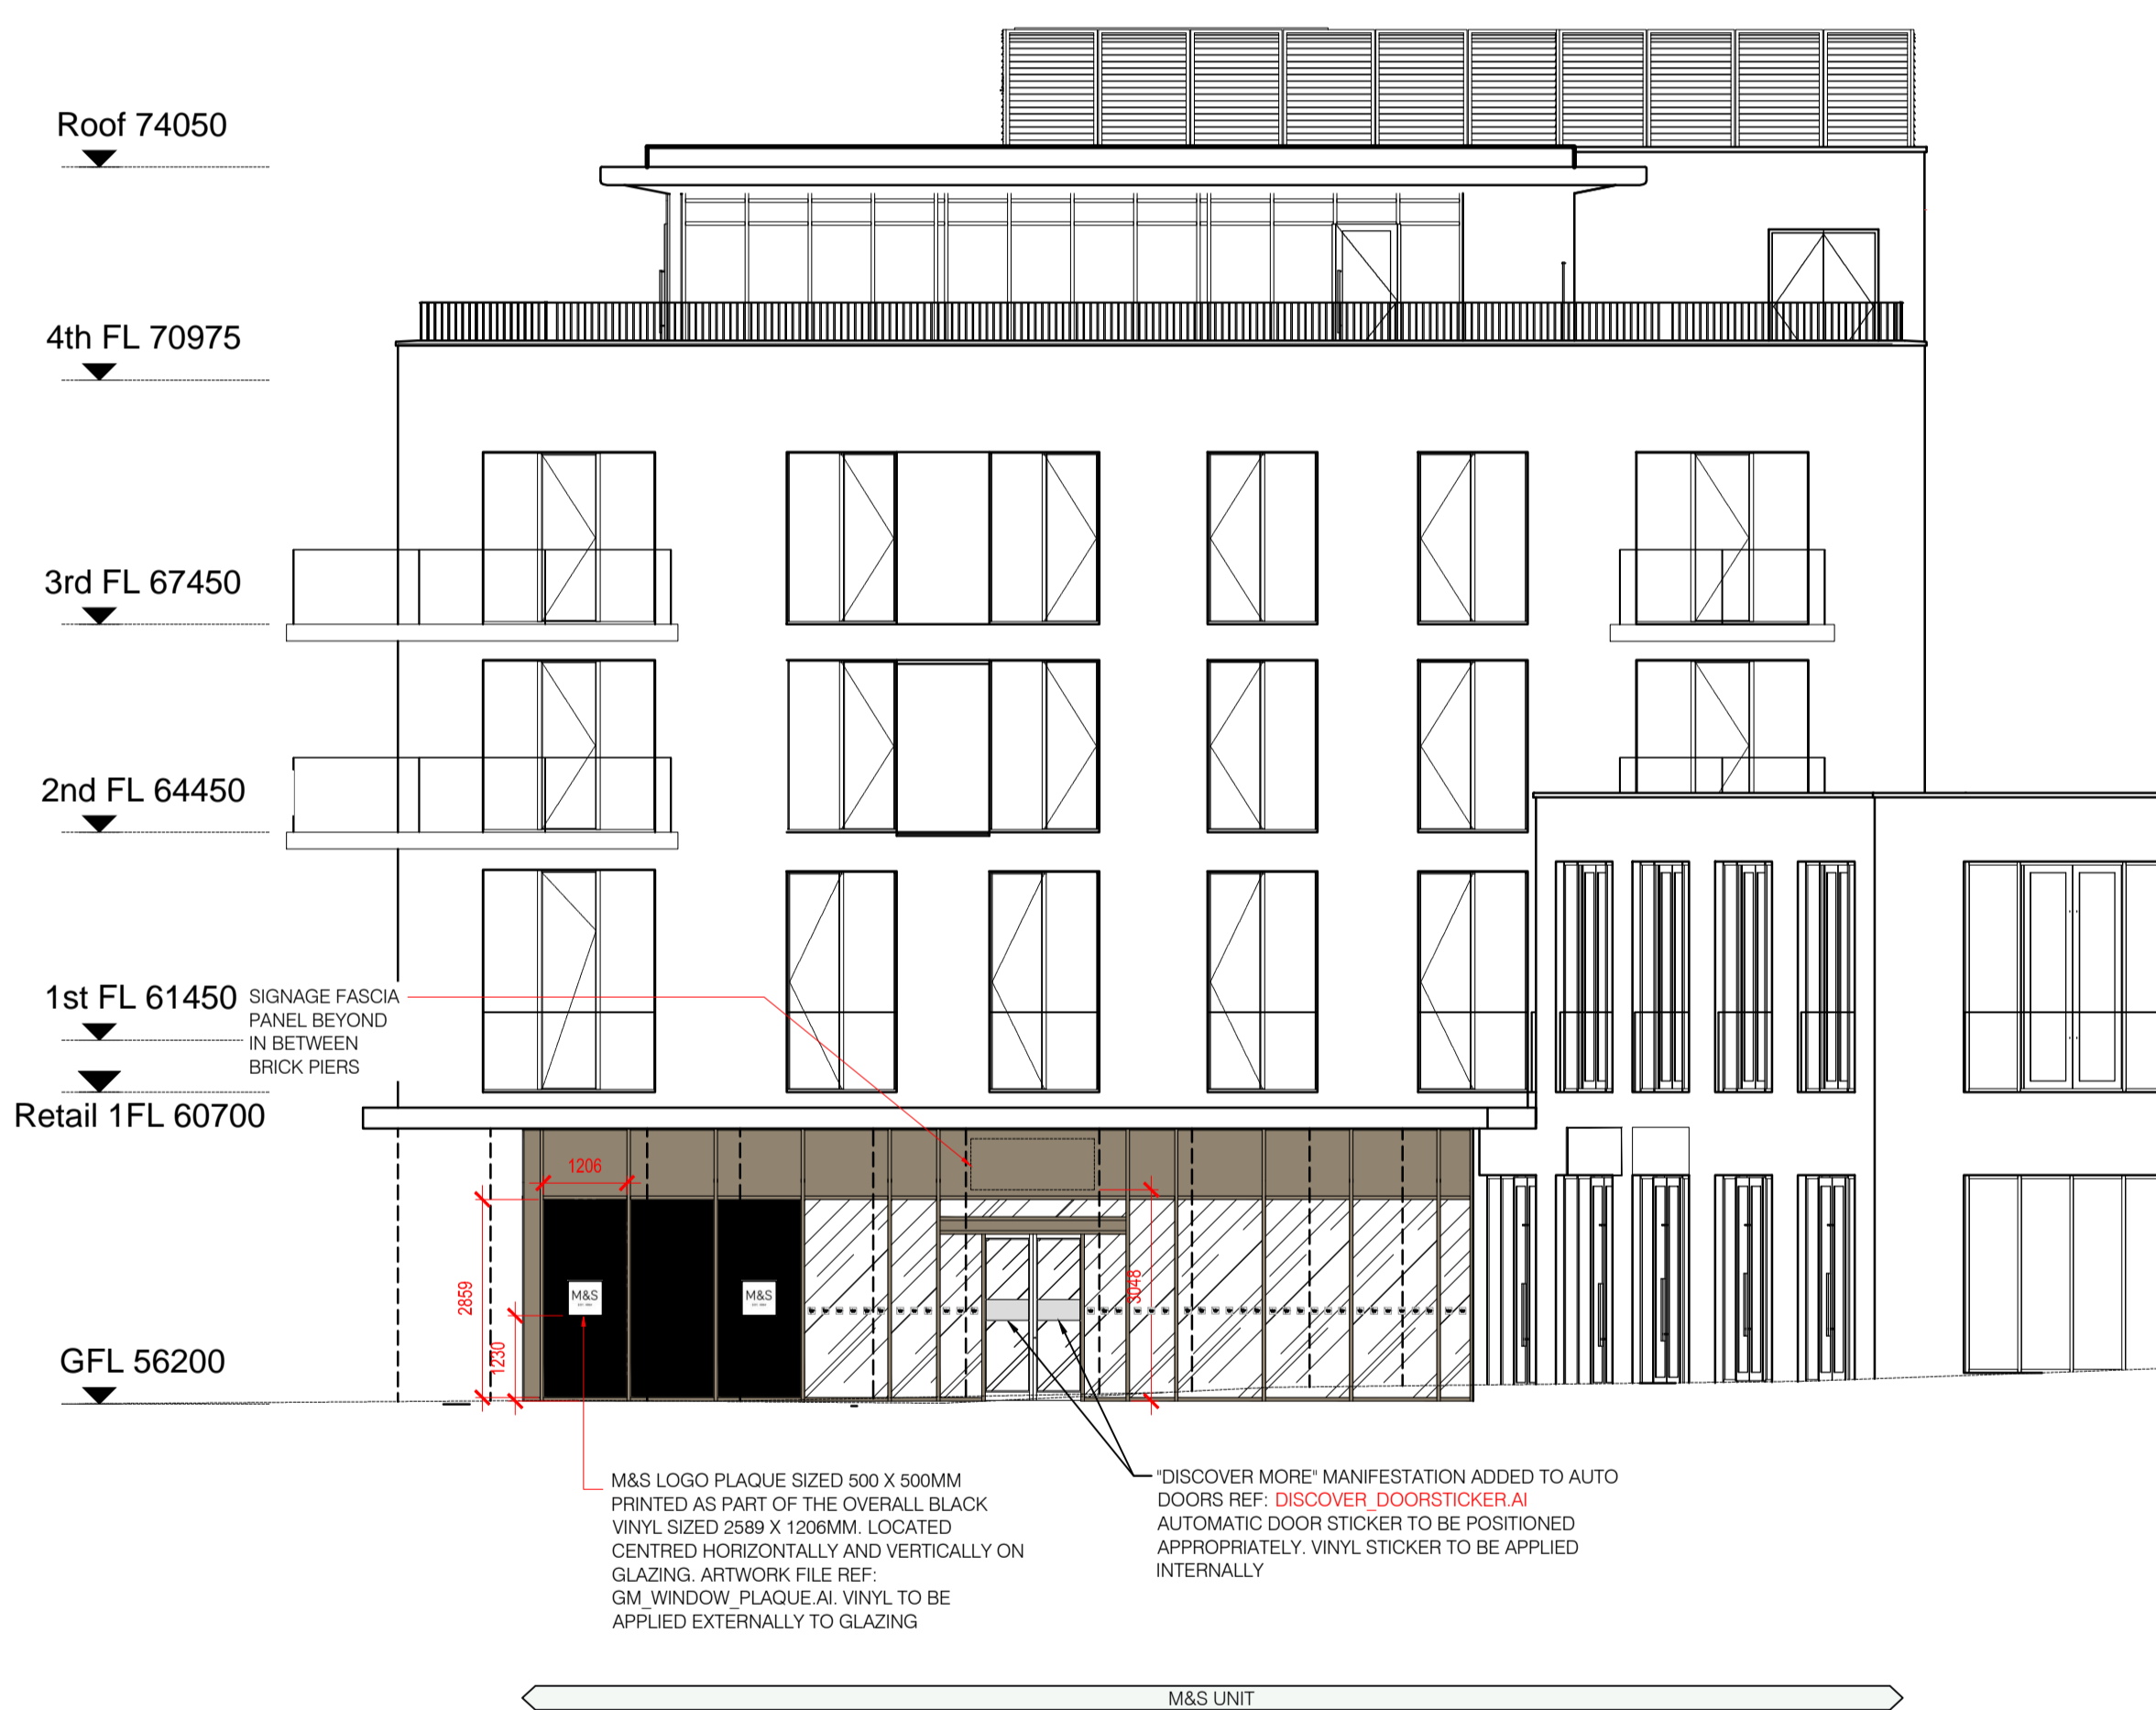 Roof 74050
4th FL 70975
3rd FL 67450
2nd FL 64450
1st FL 61450
SIGNAGE FASCIA
PANEL BEYOND
IN BETWEEN
BRICK PIERS
Retail 1FL 60700
1206
2859
1230
3048
M&S
M&S
GFL 56200
M&S LOGO PLAQUE SIZED 500 X 500MM
PRINTED AS PART OF THE OVERALL BLACK
VINYL SIZED 2589 X 1206MM. LOCATED
CENTRED HORIZONTALLY AND VERTICALLY ON
GLAZING. ARTWORK FILE REF:
GM_WINDOW_PLAQUE.AI. VINYL TO BE
APPLIED EXTERNALLY TO GLAZING
"DISCOVER MORE" MANIFESTATION ADDED TO AUTO
DOORS REF: DISCOVER_DOORSTICKER.AI
AUTOMATIC DOOR STICKER TO BE POSITIONED
APPROPRIATELY. VINYL STICKER TO BE APPLIED
INTERNALLY
M&S UNIT